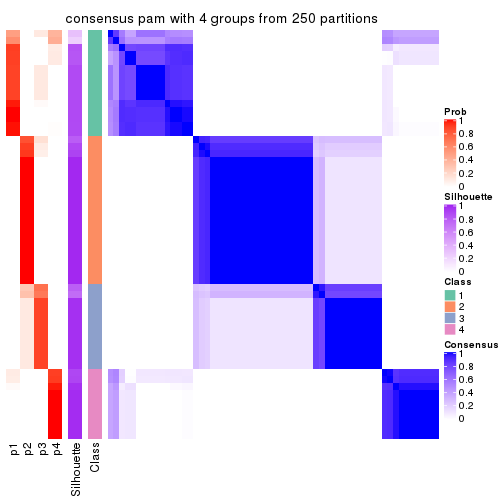 consensus pam with 4 groups from 250 partitions
Prob
1
0.8
0.6
0.4
0.2
0
Silhouette
1
0.8
0.6
0.4
0.2
0
Class
1
2
3
4
Consensus
1
0.8
0.6
0.4
0.2
0
p1
p2
p3
p4
Silhouette
Class